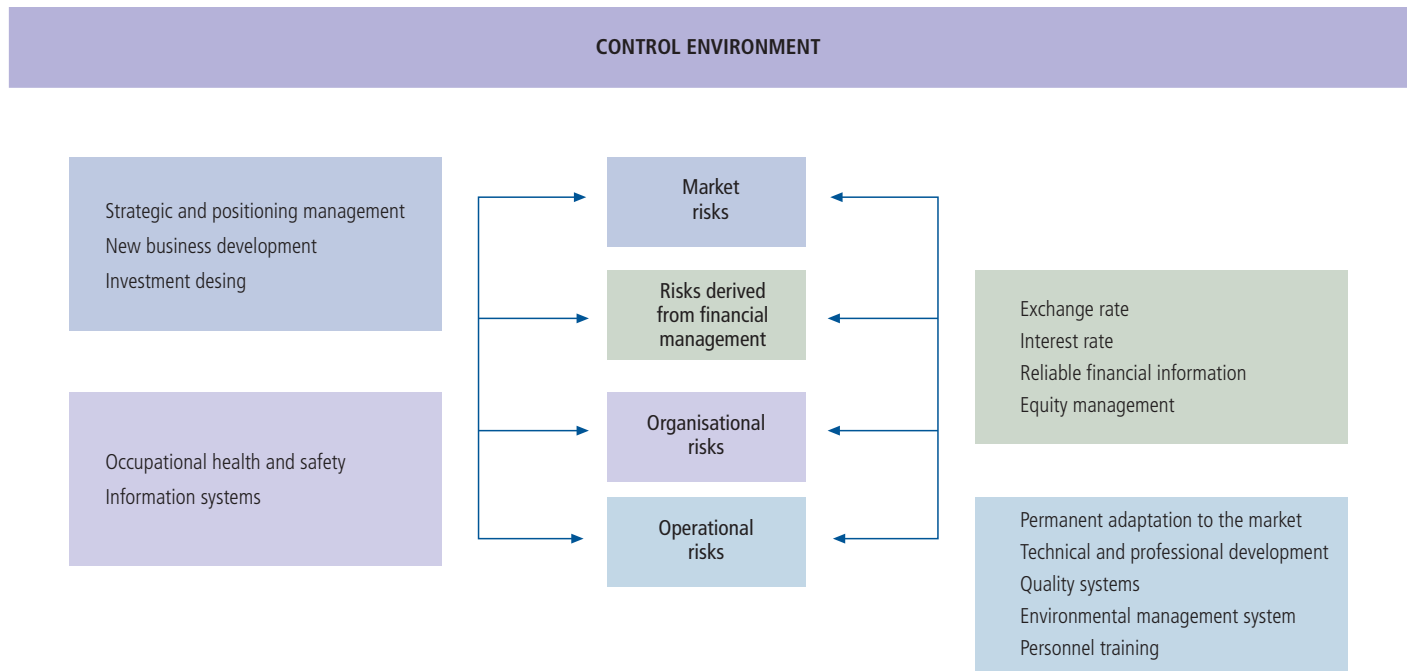 CONTROL ENVIRONMENT
Strategic and positioning management
New business development
Investment desing
Occupational health and safety
Information systems
Market
risks
Risks derived
from financial
management
Organisational
risks
Operational
risks
Exchange rate
Interest rate
Reliable financial information
Equity management
Permanent adaptation to the market
Technical and professional development
Quality systems
Environmental management system
Personnel training